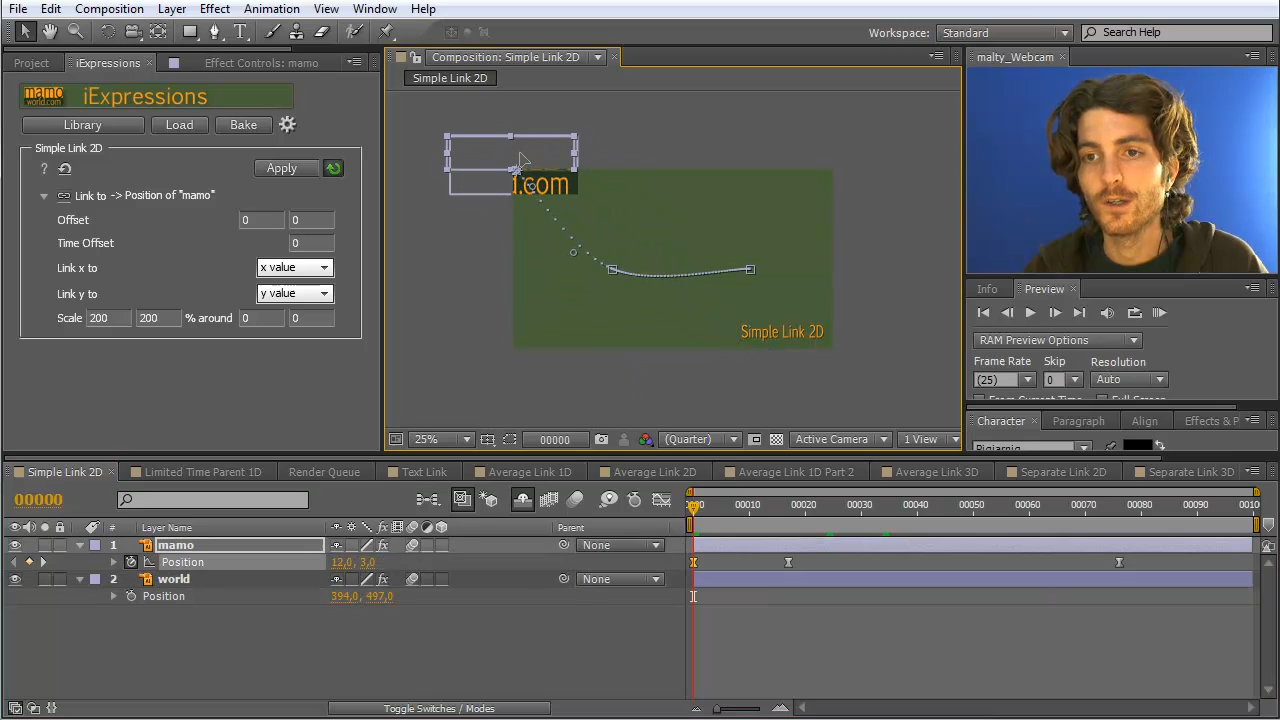 File Edit Composition Layer Effect Animation View Window Help
Workspace: Standard Search Help
Project iExpressions Effect Controls: mamo
Composition: Simple Link 2D
malty_Webcam
Simple Link 2D
mamo world.com iExpressions
Library Load Bake
Simple Link 2D
? Apply
Link to -> Position of "mamo"
Offset 0 0
Time Offset 0
Link x to x value
Link y to y value
Scale 200 200 % around 0 0
d.com
Simple Link 2D
Info Preview
RAM Preview Options
Frame Rate Skip Resolution
(25) 0 Auto
From Current Time Full Screen
Character Paragraph Align Effects & P
25% 00000 (Quarter) Active Camera 1 View
Simple Link 2D Limited Time Parent 1D Render Queue Text Link Average Link 1D Average Link 2D Average Link 1D Part 2 Average Link 3D Separate Link 2D Separate Link 3D
00000
00010 00020 00030 00040 00050 00060 00070 00080 00090 0010
# Layer Name Parent
1 mamo None
Position 12,0, 3,0
2 world None
Position 394,0, 497,0
Toggle Switches / Modes